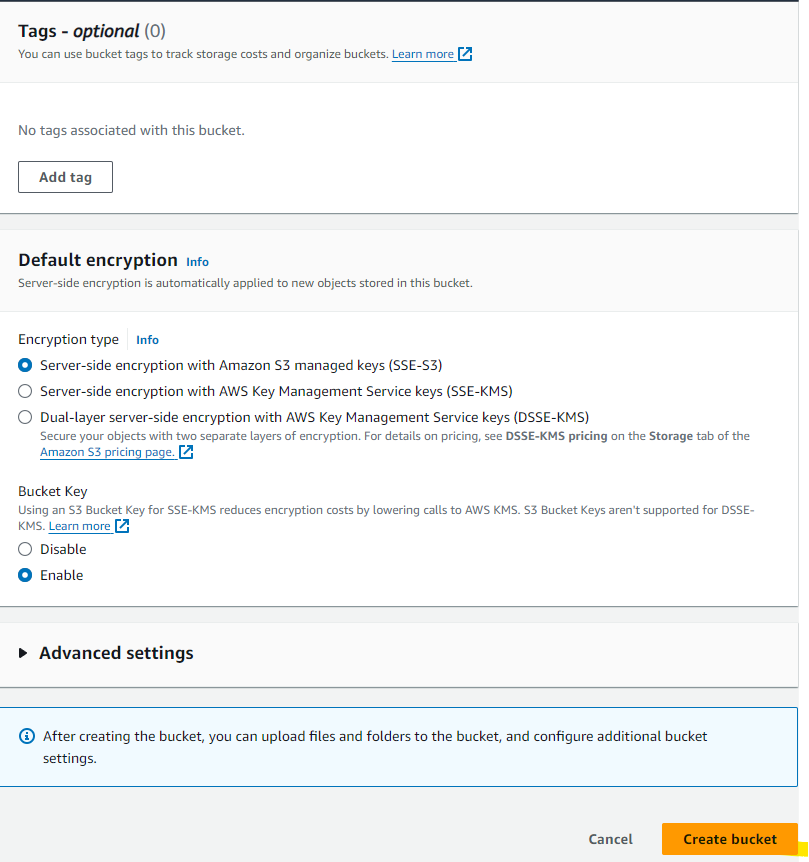 Tags - optional (0)
You can use bucket tags to track storage costs and organize buckets. Learn more
No tags associated with this bucket.
Add tag
Default encryption Info
Server-side encryption is automatically applied to new objects stored in this bucket.
Encryption type Info
Server-side encryption with Amazon S3 managed keys (SSE-S3)
Server-side encryption with AWS Key Management Service keys (SSE-KMS)
Dual-layer server-side encryption with AWS Key Management Service keys (DSSE-KMS)
Secure your objects with two separate layers of encryption. For details on pricing, see DSSE-KMS pricing on the Storage tab of the
Amazon S3 pricing page.
Bucket Key
Using an S3 Bucket Key for SSE-KMS reduces encryption costs by lowering calls to AWS KMS. S3 Bucket Keys aren't supported for DSSE-
KMS. Learn more
Disable
Enable
Advanced settings
After creating the bucket, you can upload files and folders to the bucket, and configure additional bucket
settings.
Cancel Create bucket